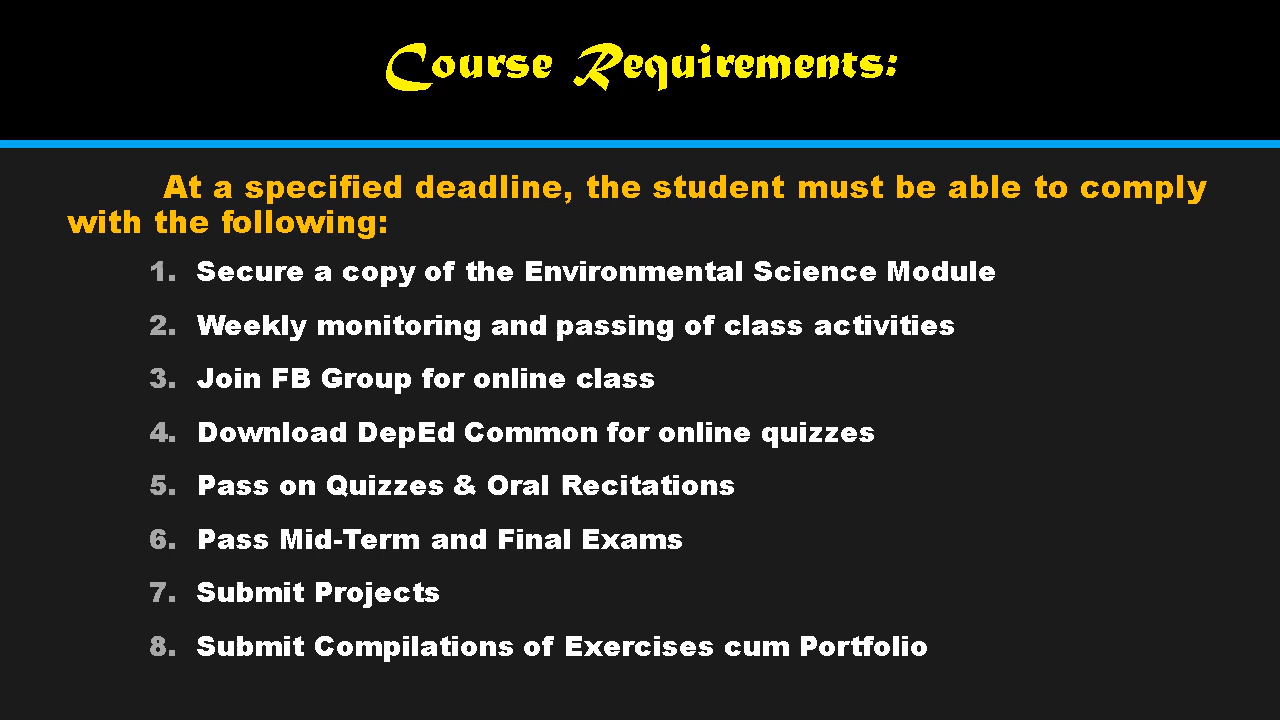 Course Requirements:
At a specified deadline, the student must be able to comply
with the following:
1. Secure a copy of the Environmental Science Module
2. Weekly monitoring and passing of class activities
3. Join FB Group for online class
4. Download DepEd Common for online quizzes
5. Pass on Quizzes & Oral Recitations
6. Pass Mid-Term and Final Exams
7. Submit Projects
8. Submit Compilations of Exercises cum Portfolio